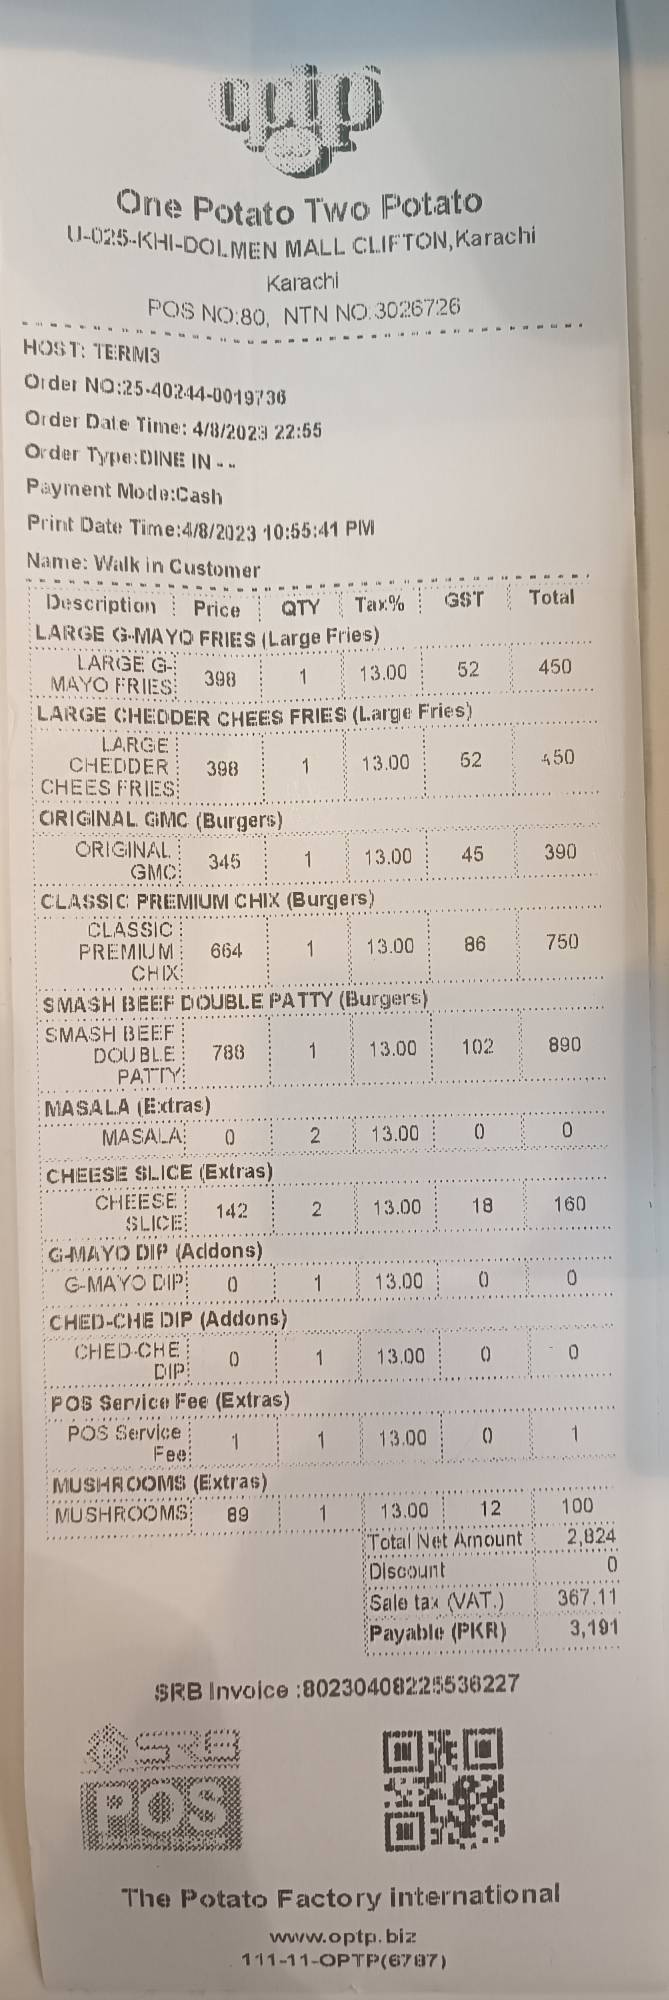 optp
One Potato Two Potato
U-025-KHI-DOLMEN MALL CLIFTON,Karachi
Karachi
POS NO:80, NTN NO:3026726
HOST: TERM3
Order NO:25-40244-0019736
Order Date Time: 4/8/2023 22:55
Order Type:DINE IN - -
Payment Mode:Cash
Print Date Time:4/8/2023 10:55:41 PM
Name: Walk in Customer
Description Price QTY Tax% GST Total
LARGE G-MAYO FRIES (Large Fries)
LARGE G-
MAYO FRIES 398 1 13.00 52 450
LARGE CHEDDER CHEES FRIES (Large Fries)
LARGE
CHEDDER 398 1 13.00 52 450
CHEES FRIES
ORIGINAL GMC (Burgers)
ORIGINAL
GMC 345 1 13.00 45 390
CLASSIC PREMIUM CHIX (Burgers)
CLASSIC
PREMIUM 664 1 13.00 86 750
CHIX
SMASH BEEF DOUBLE PATTY (Burgers)
SMASH BEEF
DOUBLE 788 1 13.00 102 890
PATTY
MASALA (Extras)
MASALA 0 2 13.00 0 0
CHEESE SLICE (Extras)
CHEESE
SLICE 142 2 13.00 18 160
G-MAYO DIP (Addons)
G-MAYO DIP 0 1 13.00 0 0
CHED-CHE DIP (Addons)
CHED-CHE
DIP 0 1 13.00 0 0
POS Service Fee (Extras)
POS Service
Fee 1 1 13.00 0 1
MUSHROOMS (Extras)
MUSHROOMS 89 1 13.00 12 100
Total Net Amount 2,824
Discount 0
Sale tax (VAT.) 367.11
Payable (PKR) 3,191
SRB Invoice :80230408225536227
SRB
POS
The Potato Factory international
www.optp.biz
111-11-OPTP(6787)